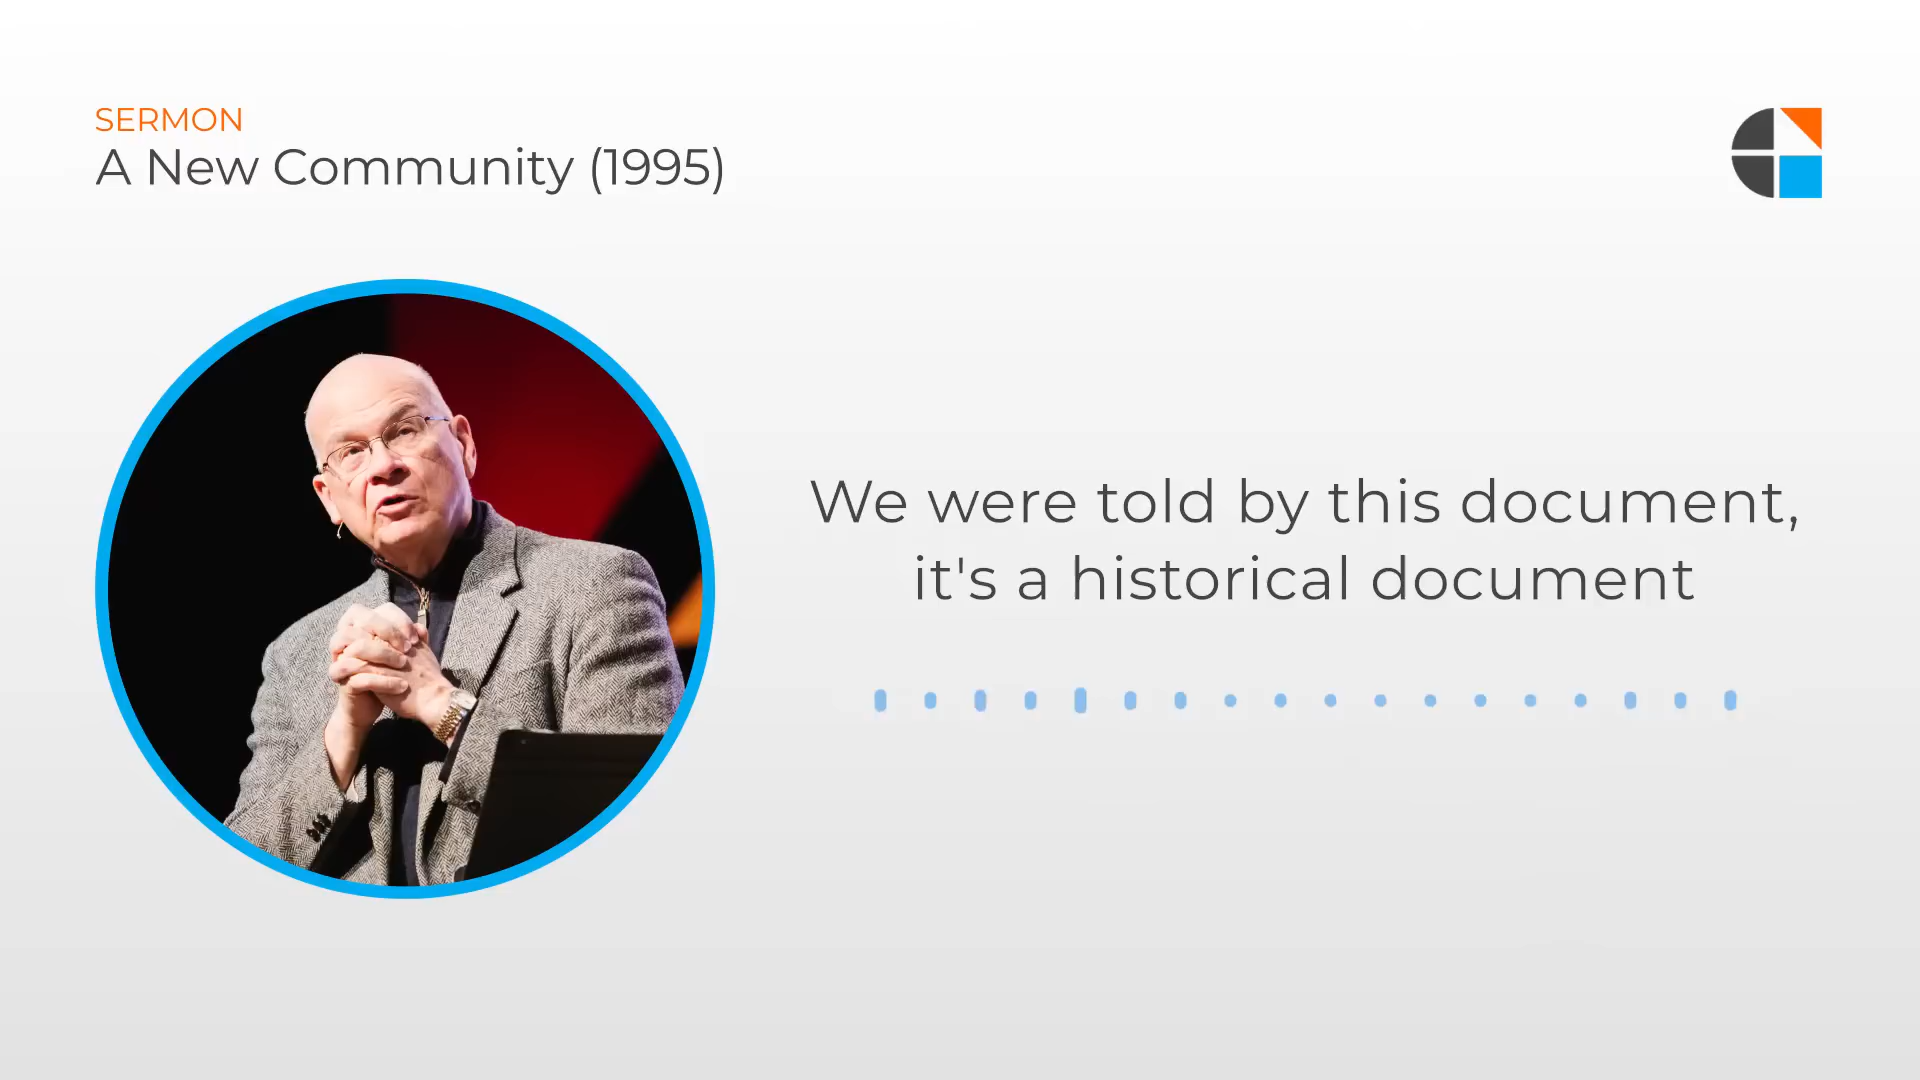 SERMON
A New Community (1995)
We were told by this document,
it's a historical document